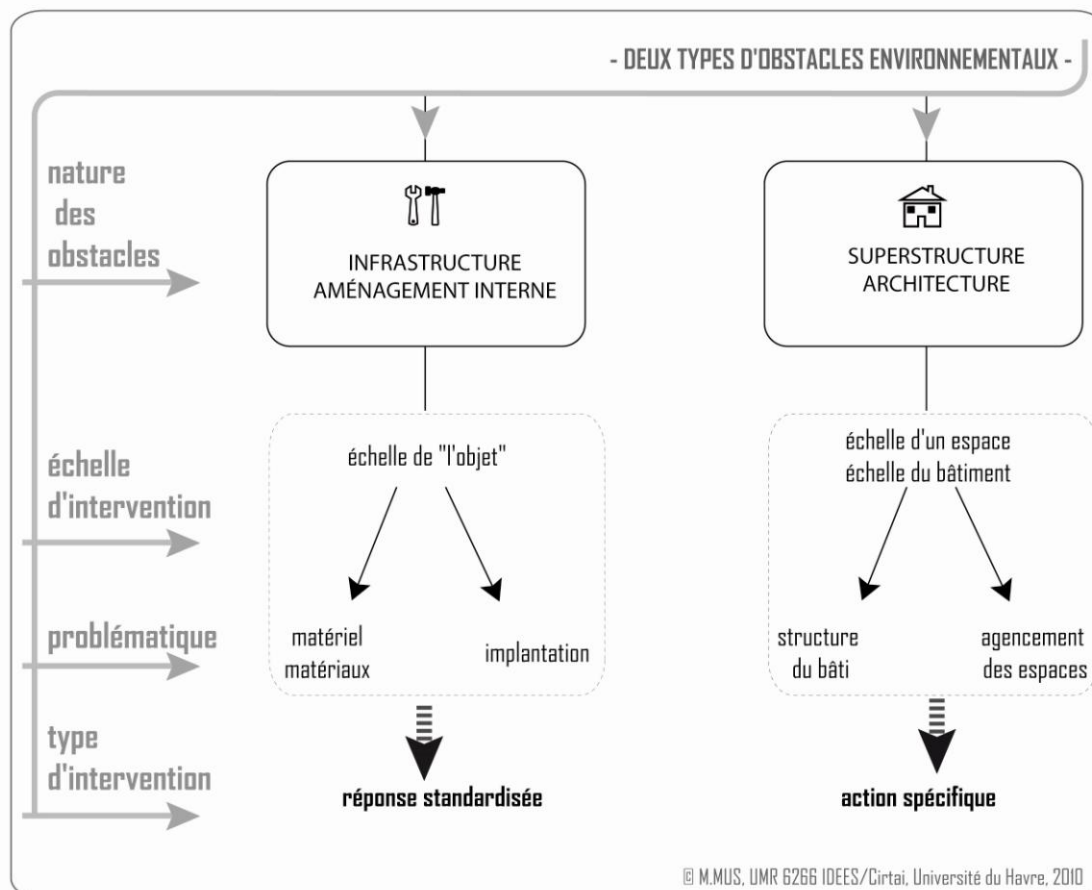 - DEUX TYPES D'OBSTACLES ENVIRONNEMENTAUX -
nature
des
obstacles
INFRASTRUCTURE
AMÉNAGEMENT INTERNE
SUPERSTRUCTURE
ARCHITECTURE
échelle
d'intervention
échelle de "l'objet"
échelle d'un espace
échelle du bâtiment
problématique
matériel
matériaux
implantation
structure
du bâti
agencement
des espaces
type
d'intervention
réponse standardisée
action spécifique
© M.MUS, UMR 6266 IDEES/Cirtai, Université du Havre, 2010